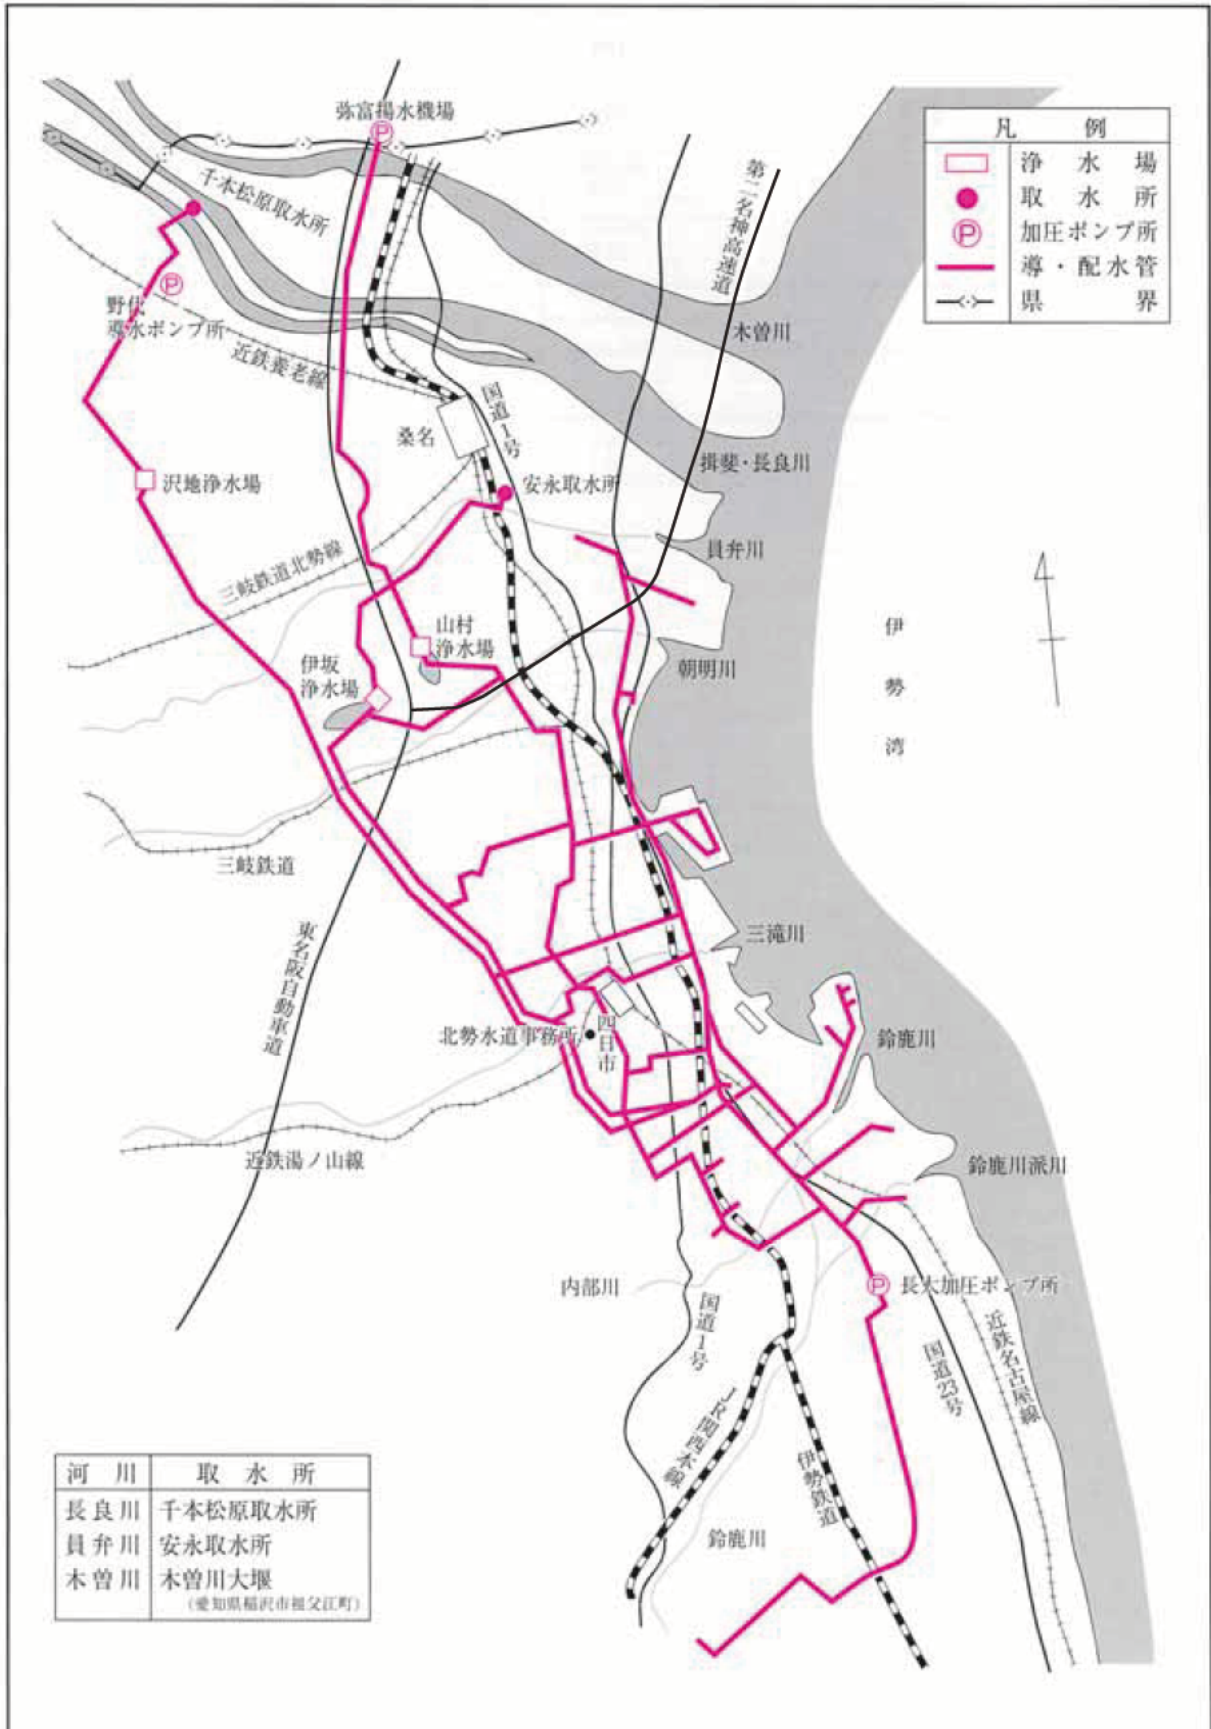 弥富揚水機場
千本松原取水所
第二名神高速道
凡 例
浄 水 場
取 水 所
Ⓟ 加圧ポンプ所
導・配水管
県 界
Ⓟ
Ⓟ
野代
導水ポンプ所
近鉄養老線
木曽川
国道1号
桑名
揖斐・長良川
沢地浄水場
安永取水所
員弁川
三岐鉄道北勢線
山村
浄水場
伊勢湾
伊坂
浄水場
朝明川
三岐鉄道
東名阪自動車道
三滝川
北勢水道事務所
四日市
鈴鹿川
近鉄湯ノ山線
鈴鹿川派川
内部川
国道1号
Ⓟ 長大加圧ポンプ所
近鉄名古屋線
国道23号
JR関西本線
伊勢鉄道
鈴鹿川
河 川 取 水 所
長良川 千本松原取水所
員弁川 安永取水所
木曽川 木曽川大堰
(愛知県稲沢市祖父江町)